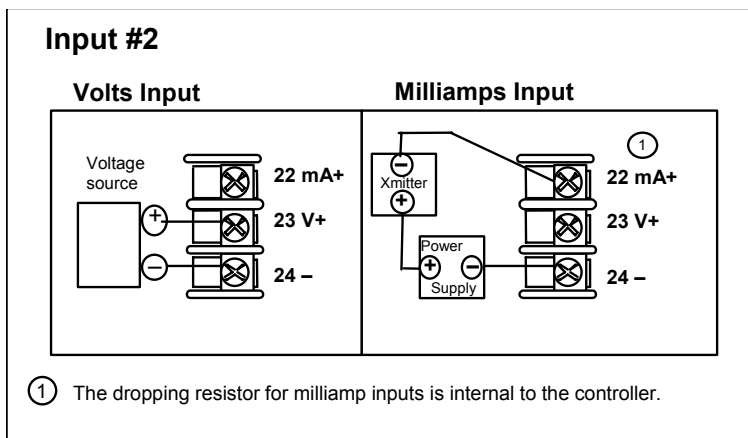 Input #2
Volts Input
Voltage
source
+
−
22 mA+
23 V+
24 –
Milliamps Input
1
−
Xmitter
+
Power
+ −
Supply
22 mA+
23 V+
24 –
1 The dropping resistor for milliamp inputs is internal to the controller.